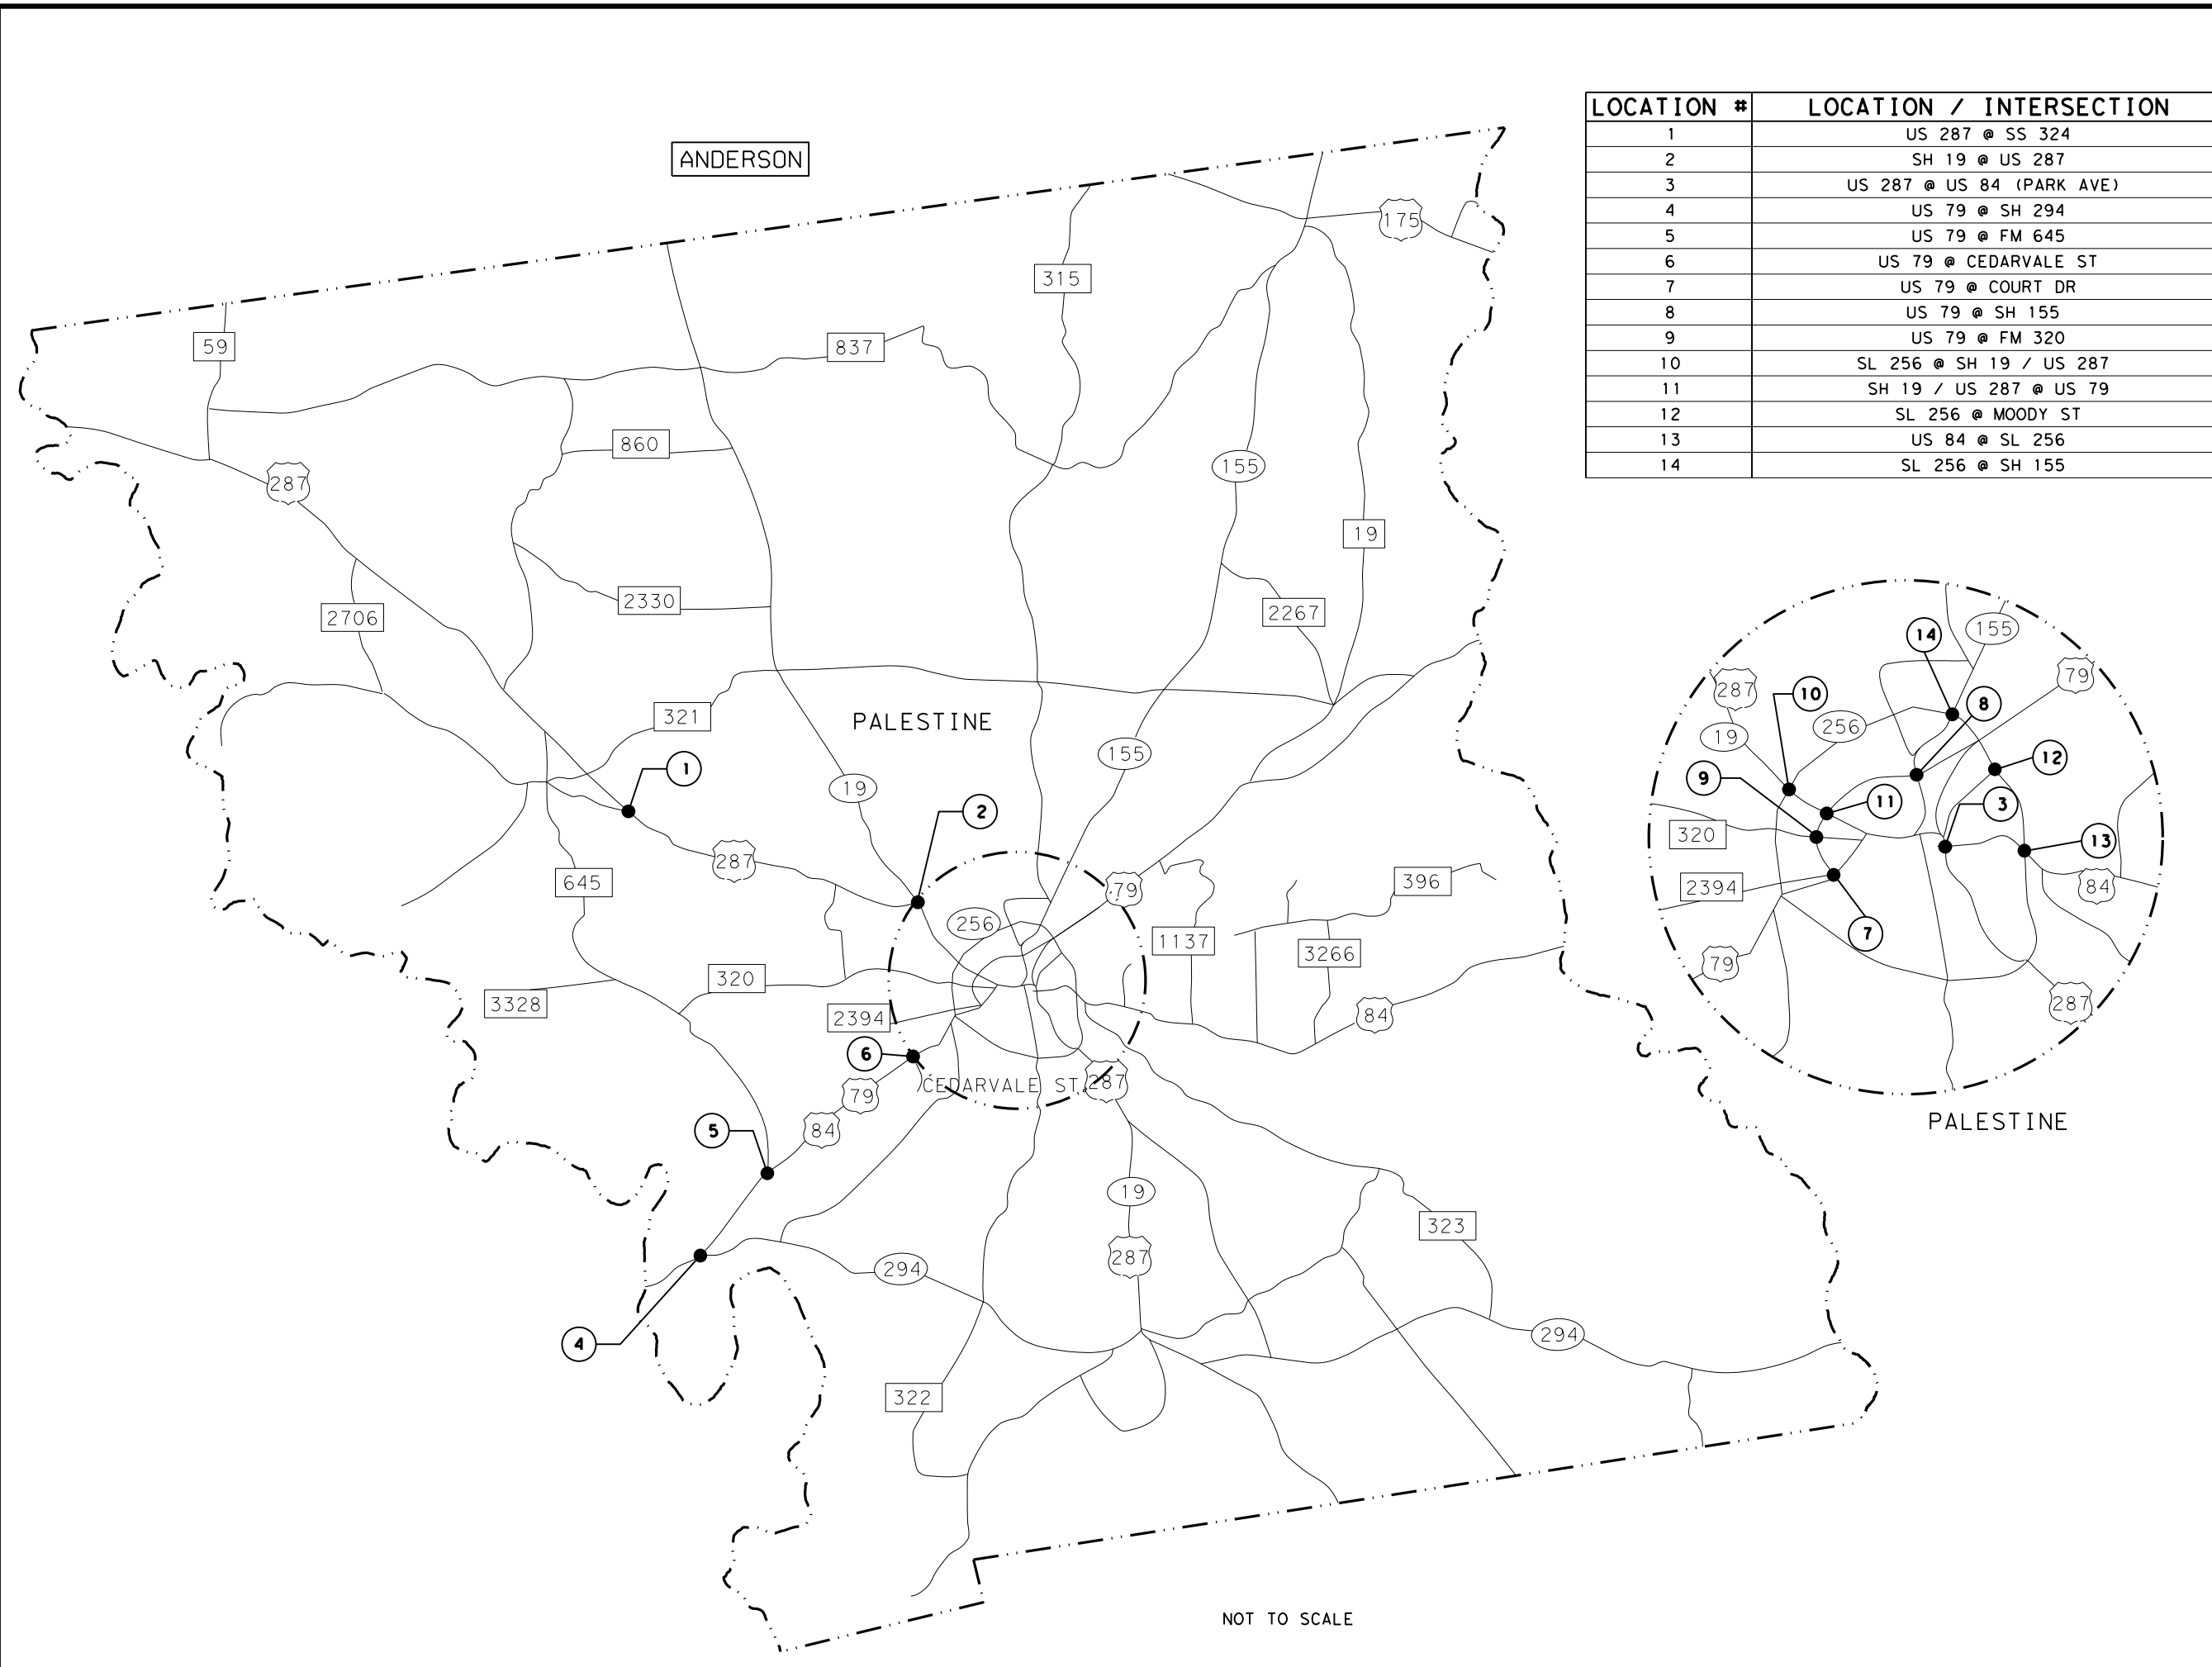 LOCATION # LOCATION / INTERSECTION
1 US 287 @ SS 324
2 SH 19 @ US 287
3 US 287 @ US 84 (PARK AVE)
4 US 79 @ SH 294
5 US 79 @ FM 645
6 US 79 @ CEDARVALE ST
7 US 79 @ COURT DR
8 US 79 @ SH 155
9 US 79 @ FM 320
10 SL 256 @ SH 19 / US 287
11 SH 19 / US 287 @ US 79
12 SL 256 @ MOODY ST
13 US 84 @ SL 256
14 SL 256 @ SH 155
ANDERSON
175
315
59
837
860
155
287
19
2330
2267
2706
321
PALESTINE
155
1
19
2
287
645
79
396
256
1137
3266
320
3328
2394
84
6
CEDARVALE ST.
287
79
84
5
19
323
287
294
294
4
322
NOT TO SCALE
14
155
79
287
10
8
256
19
12
9
11
3
320
13
2394
84
7
79
287
PALESTINE